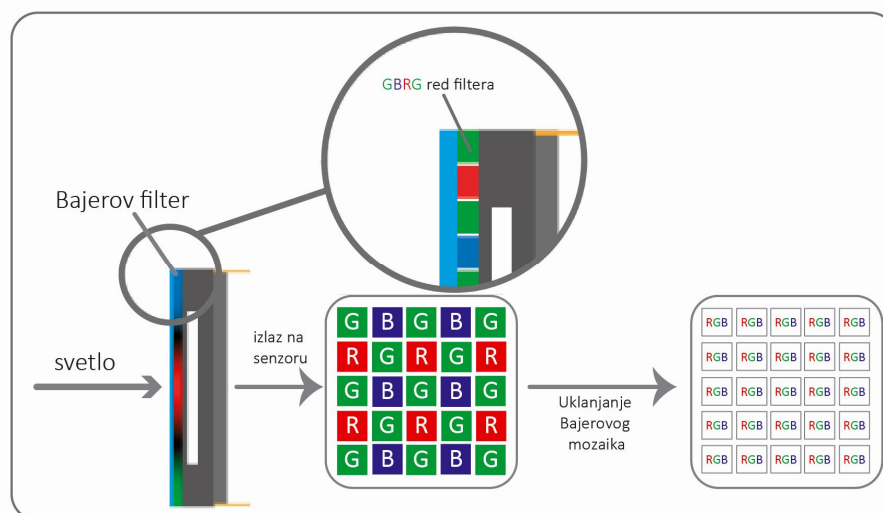 GBRG red filtera
Bajerov filter
svetlo
izlaz na
senzoru
G B G B G
R G R G R
G B G B G
R G R G R
G B G B G
Uklanjanje
Bajerovog
mozaika
RGB RGB RGB RGB RGB
RGB RGB RGB RGB RGB
RGB RGB RGB RGB RGB
RGB RGB RGB RGB RGB
RGB RGB RGB RGB RGB